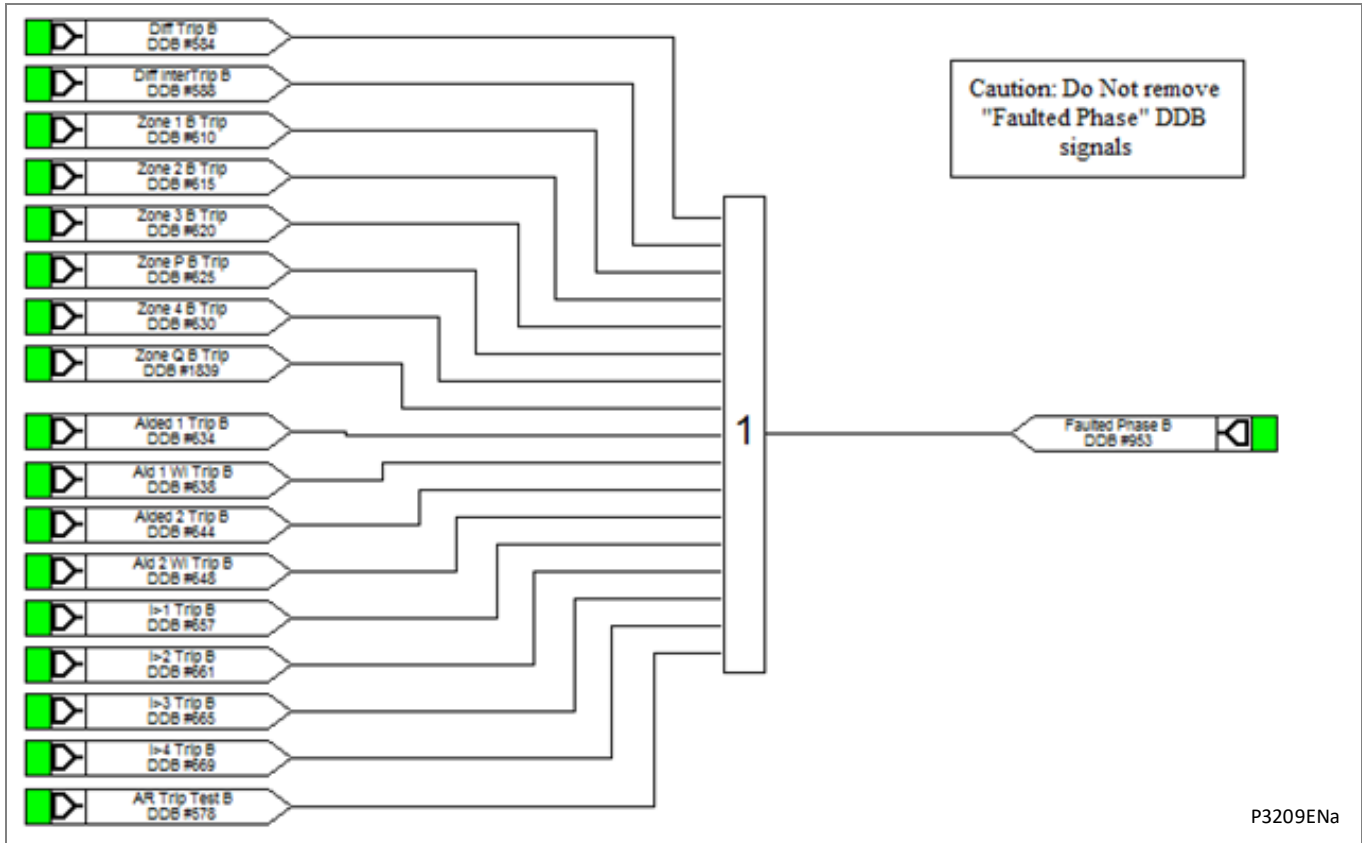 Diff Trip B
DDB #584
Diff InterTrip B
DDB #588
Zone 1 B Trip
DDB #610
Zone 2 B Trip
DDB #615
Zone 3 B Trip
DDB #620
Zone P B Trip
DDB #625
Zone 4 B Trip
DDB #630
Zone Q B Trip
DDB #1839
Aided 1 Trip B
DDB #634
Aid 1 WI Trip B
DDB #638
Aided 2 Trip B
DDB #644
Aid 2 WI Trip B
DDB #648
I>1 Trip B
DDB #657
I>2 Trip B
DDB #661
I>3 Trip B
DDB #665
I>4 Trip B
DDB #669
AR Trip Test B
DDB #578
1
Caution: Do Not remove
"Faulted Phase" DDB
signals
Faulted Phase B
DDB #953
P3209ENa